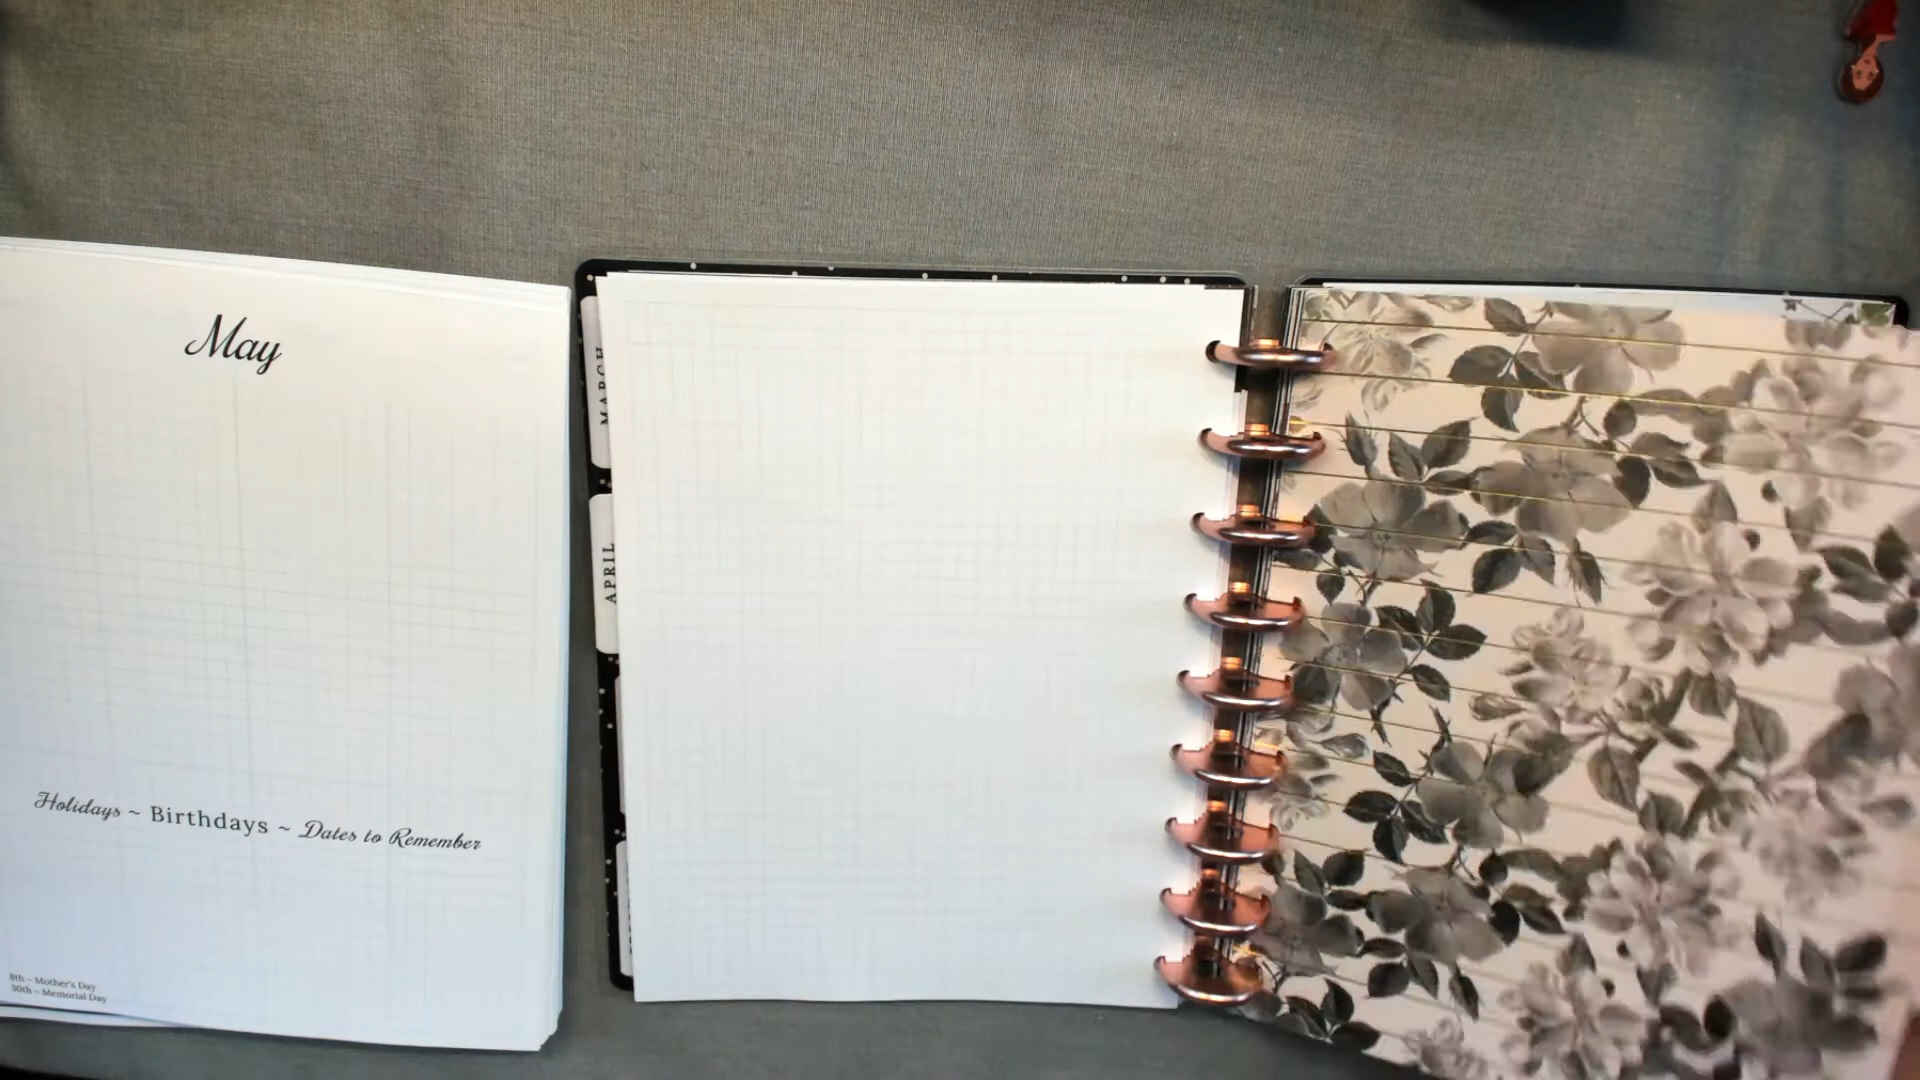 May
Holidays ~ Birthdays ~ Dates to Remember
8th – Mother's Day
30th – Memorial Day
MARCH
APRIL